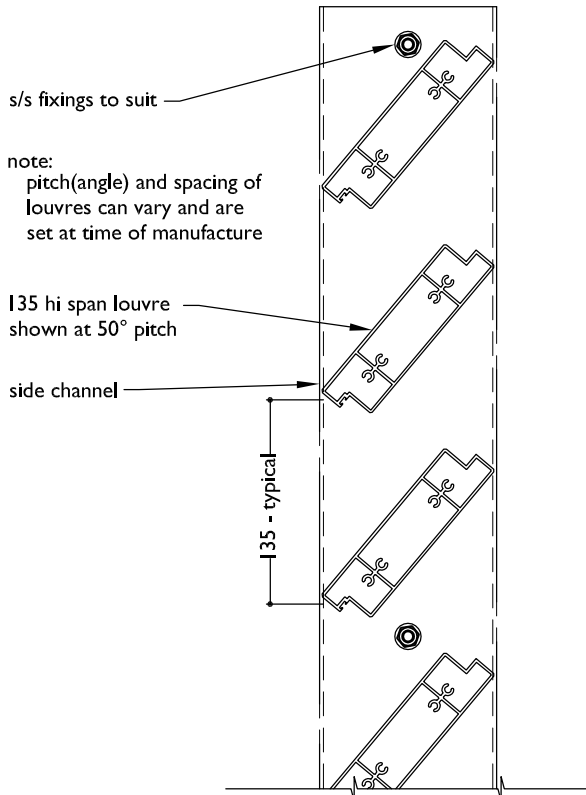 s/s fixings to suit
note:
pitch(angle) and spacing of
louvres can vary and are
set at time of manufacture
135 hi span louvre
shown at 50° pitch
side channel
135 - typical